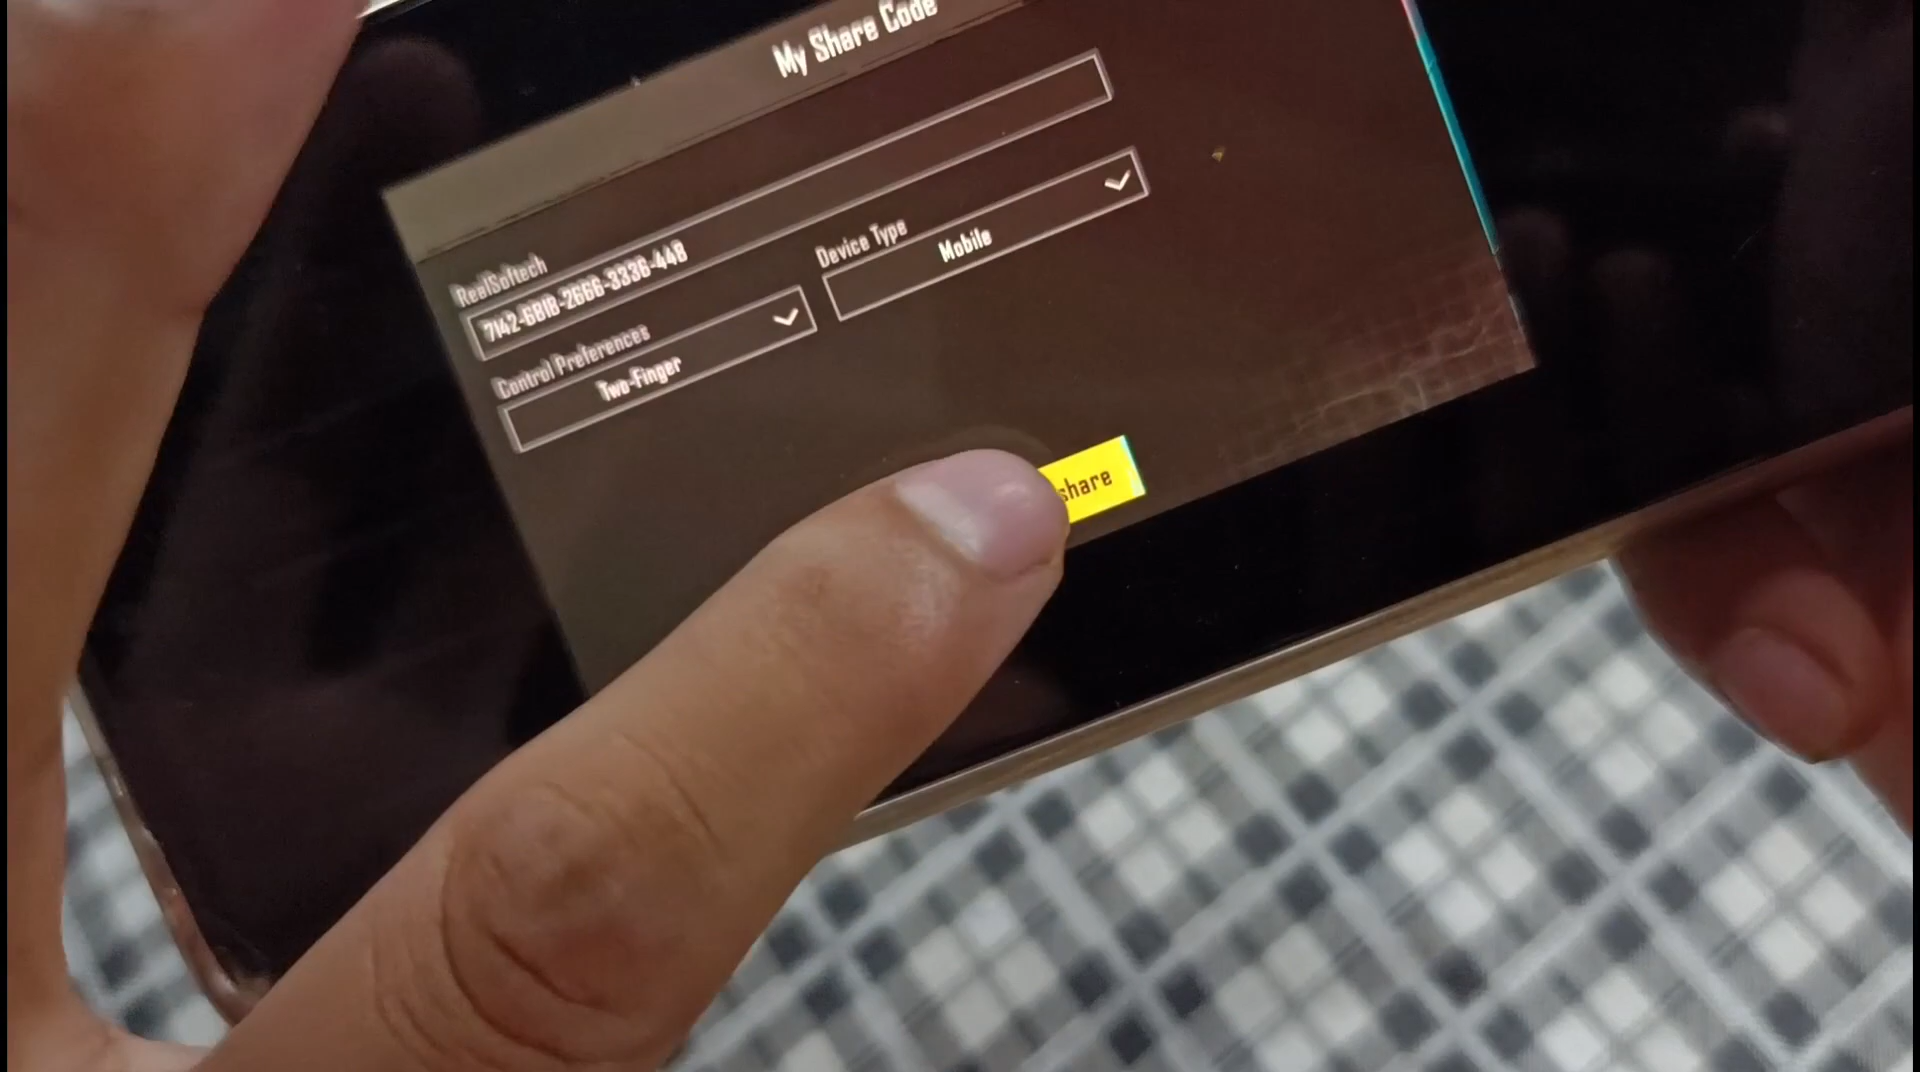 My Share Code
RealSoftech
7142-6818-2666-3336-448
Control Preferences
Device Type
Two-Finger
Mobile
share